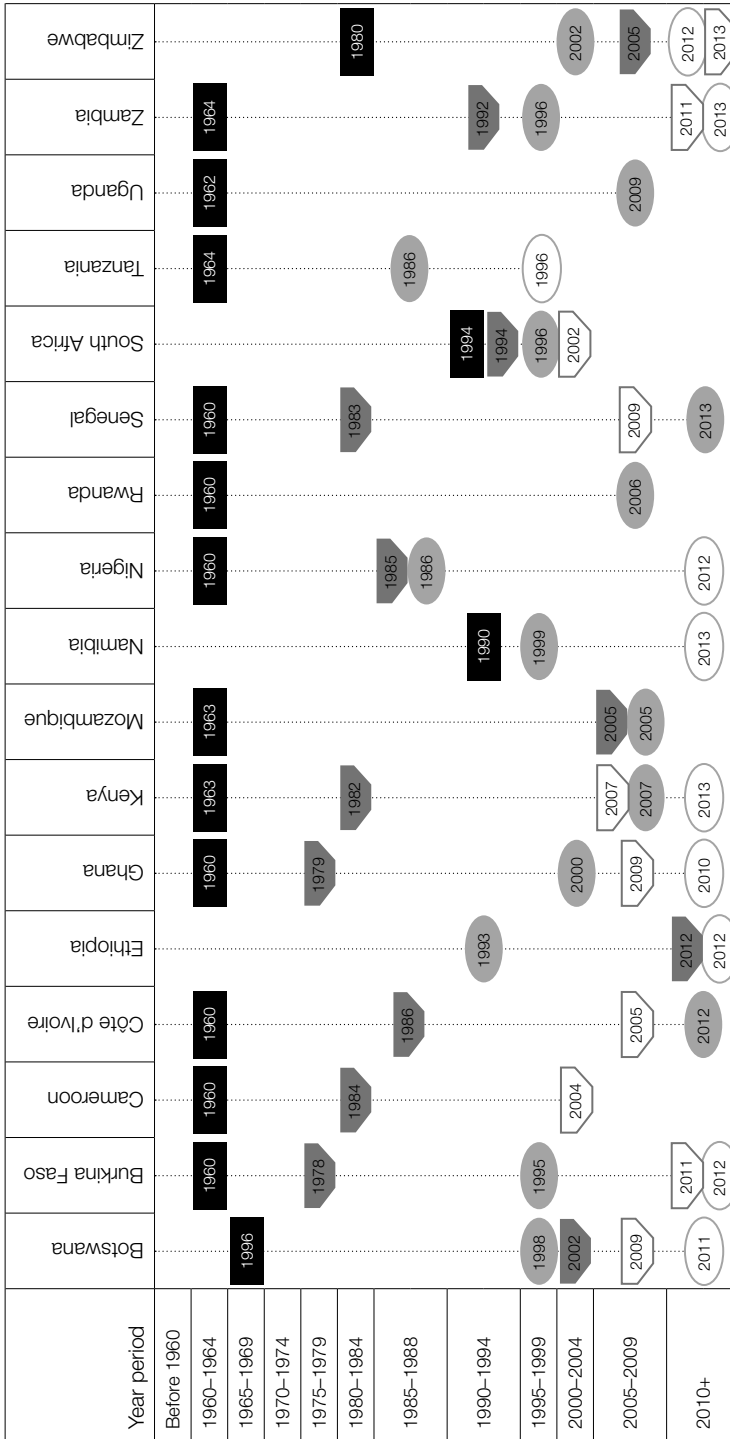 Year period Botswana Burkina Faso Cameroon Côte d'Ivoire Ethiopia Ghana Kenya Mozambique Namibia Nigeria Rwanda Senegal South Africa Tanzania Uganda Zambia Zimbabwe
Before 1960
1960–1964 1960 1960 1960 1960 1963 1963 1960 1960 1960 1964 1962 1964
1965–1969 1996
1970–1974
1975–1979 1978 1979
1980–1984 1984 1982 1983 1980
1985–1988 1986 1985 1986 1986
1990–1994 1993 1990 1994 1994 1992
1995–1999 1998 1995 1999 1996 1996 1996
2000–2004 2002 2004 2000 2002 2002
2005–2009 2009 2005 2009 2007 2007 2005 2005 2006 2009 2009 2005
2010+ 2011 2011 2012 2012 2012 2012 2010 2013 2013 2012 2013 2011 2013 2012 2013